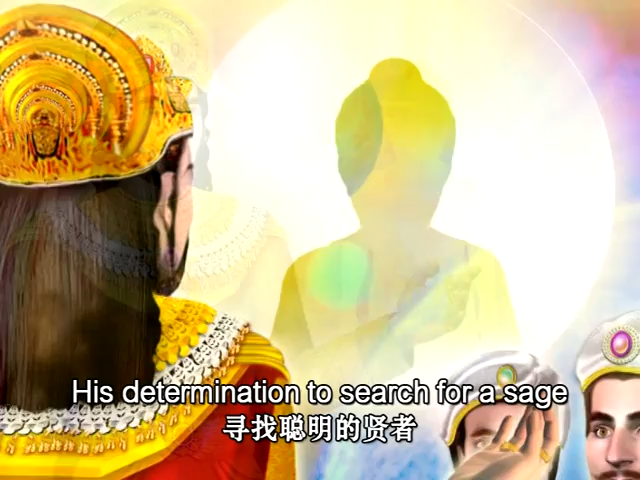 His determination to search for a sage
寻找聪明的贤者